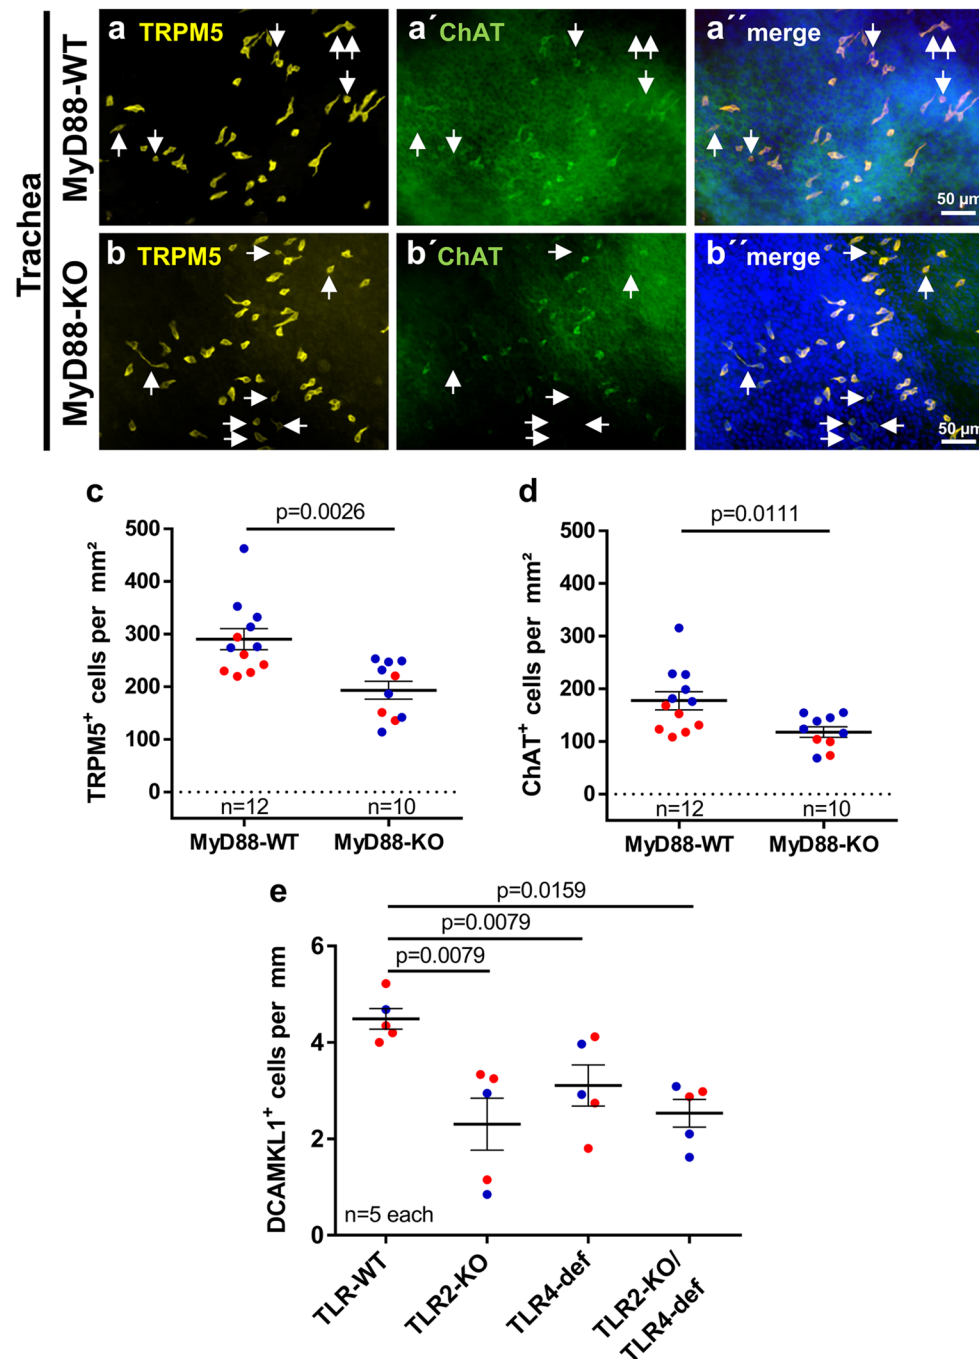 Trachea
MyD88-WT
a TRPM5
a´ ChAT
a´´ merge
50 µm
MyD88-KO
b TRPM5
b´ ChAT
b´´ merge
50 µm
c
p=0.0026
TRPM5⁺ cells per mm²
500
400
300
200
100
0
n=12
n=10
MyD88-WT
MyD88-KO
d
p=0.0111
ChAT⁺ cells per mm²
500
400
300
200
100
0
n=12
n=10
MyD88-WT
MyD88-KO
e
p=0.0159
p=0.0079
p=0.0079
DCAMKL1⁺ cells per mm
6
4
2
0
n=5 each
TLR-WT
TLR2-KO
TLR4-def
TLR2-KO/
TLR4-def